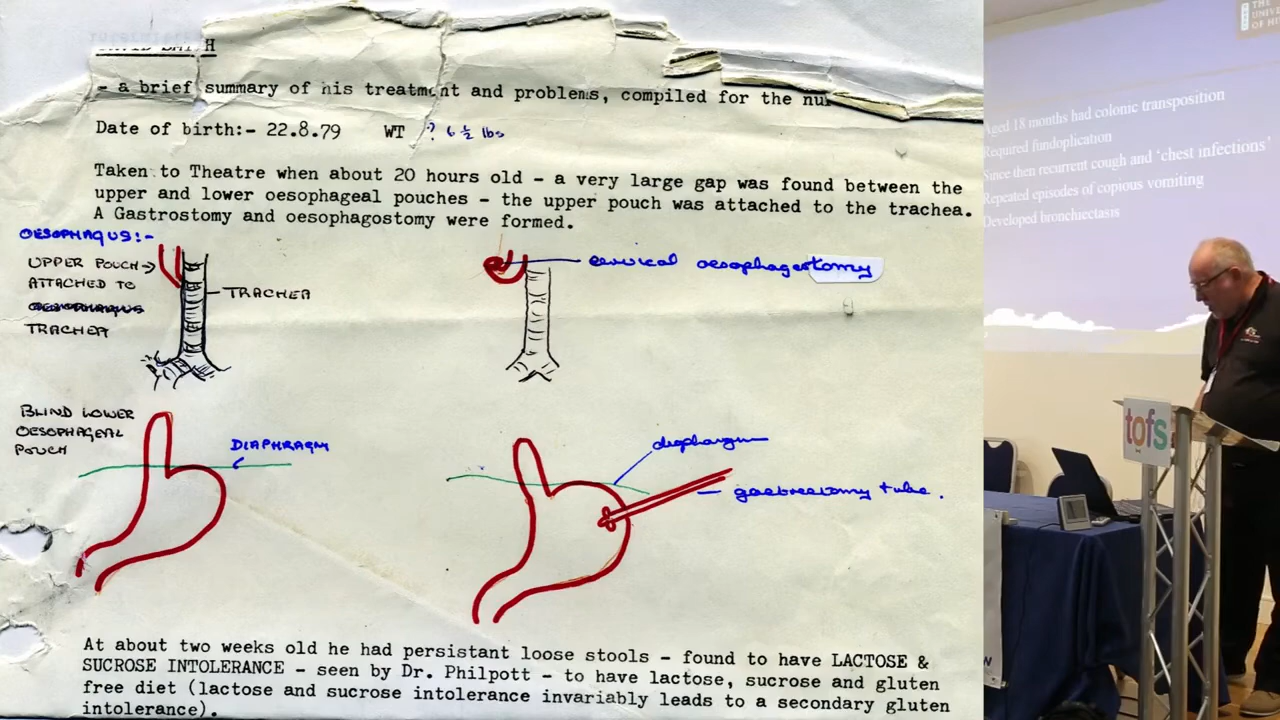 - a brief summary of his treatment and problems, compiled for the
Date of birth:- 22.8.79 WT ? 6 ½ lbs
Taken to Theatre when about 20 hours old - a very large gap was found between the
upper and lower oesophageal pouches - the upper pouch was attached to the trachea.
A Gastrostomy and oesophagostomy were formed.
OESOPHAGUS:-
UPPER POUCH
ATTACHED TO
TRACHEA
TRACHEA
cervical oesophagostomy
BLIND LOWER
OESOPHAGEAL
POUCH
DIAPHRAGM
diaphragm
gastrectomy tube.
At about two weeks old he had persistant loose stools - found to have LACTOSE &
SUCROSE INTOLERANCE - seen by Dr. Philpott - to have lactose, sucrose and gluten
free diet (lactose and sucrose intolerance invariably leads to a secondary gluten
intolerance).
THE
UNIVE
OF HU
Aged 18 months had colonic transposition
Required fundoplication
Since then recurrent cough and 'chest infections'
Repeated episodes of copious vomiting
Developed bronchiectasis
tofs